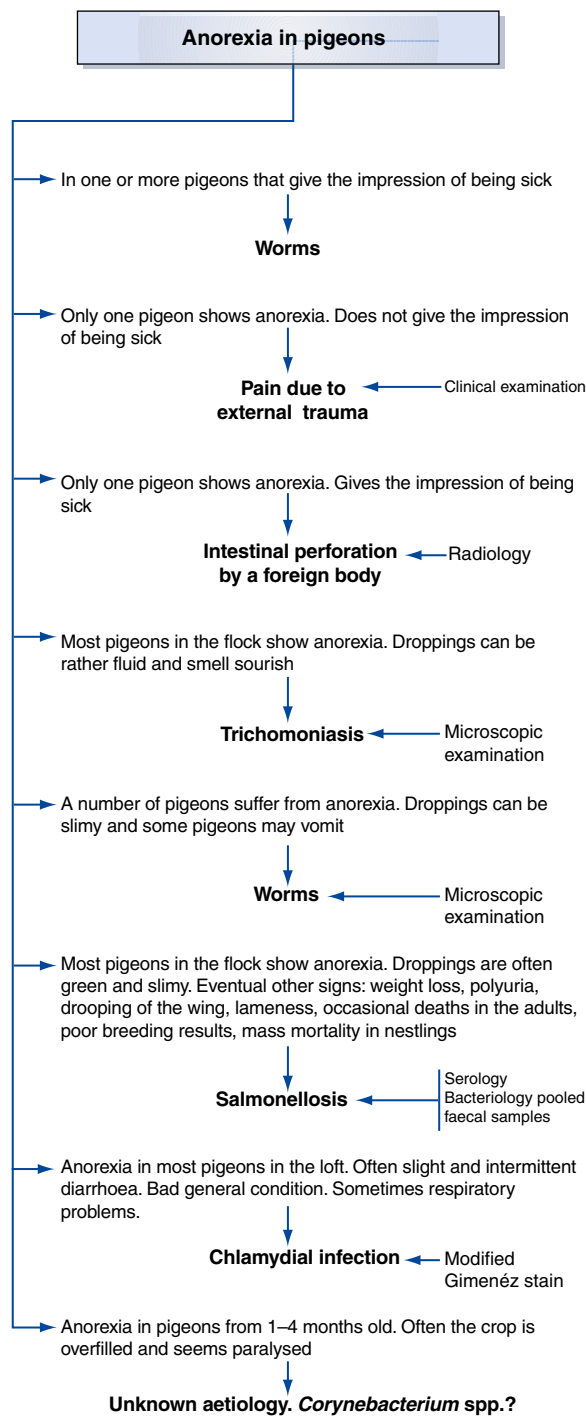 Anorexia in pigeons
In one or more pigeons that give the impression of being sick
Worms
Only one pigeon shows anorexia. Does not give the impression
of being sick
Pain due to
external trauma
Clinical examination
Only one pigeon shows anorexia. Gives the impression of being
sick
Intestinal perforation
by a foreign body
Radiology
Most pigeons in the flock show anorexia. Droppings can be
rather fluid and smell sourish
Trichomoniasis
Microscopic
examination
A number of pigeons suffer from anorexia. Droppings can be
slimy and some pigeons may vomit
Worms
Microscopic
examination
Most pigeons in the flock show anorexia. Droppings are often
green and slimy. Eventual other signs: weight loss, polyuria,
drooping of the wing, lameness, occasional deaths in the adults,
poor breeding results, mass mortality in nestlings
Salmonellosis
Serology
Bacteriology pooled
faecal samples
Anorexia in most pigeons in the loft. Often slight and intermittent
diarrhoea. Bad general condition. Sometimes respiratory
problems.
Chlamydial infection
Modified
Gimenéz stain
Anorexia in pigeons from 1–4 months old. Often the crop is
overfilled and seems paralysed
Unknown aetiology. Corynebacterium spp.?